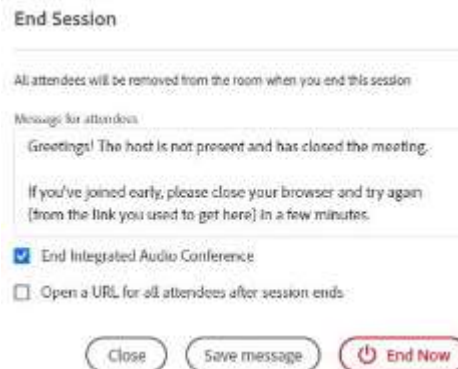 End Session
All attendees will be removed from the room when you end this session
Message for attendees
Greetings! The host is not present and has closed the meeting.
If you've joined early, please close your browser and try again
(from the link you used to get here) in a few minutes.
End Integrated Audio Conference
Open a URL for all attendees after session ends
Close
Save message
End Now